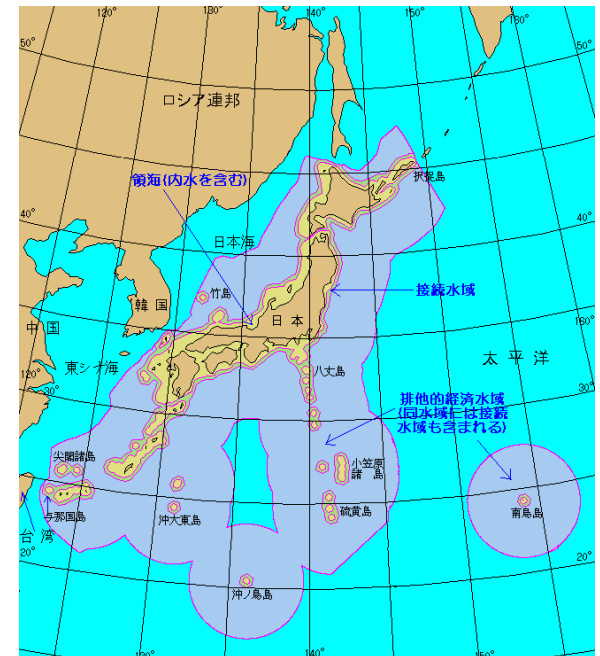 130°
140°
150°
160°
50°
50°
ロシア連邦
領海(内水を含む)
択捉島
40°
40°
日本海
竹島
接続水域
韓国
日本
中国
東シナ海
太平洋
120°
30°
八丈島
30°
排他的経済水域
(同水域には接続
水域も含まれる)
尖閣諸島
小笠原
諸島
与那国島
沖大東島
硫黄島
南鳥島
台湾
20°
20°
沖ノ鳥島
130°
140°
150°